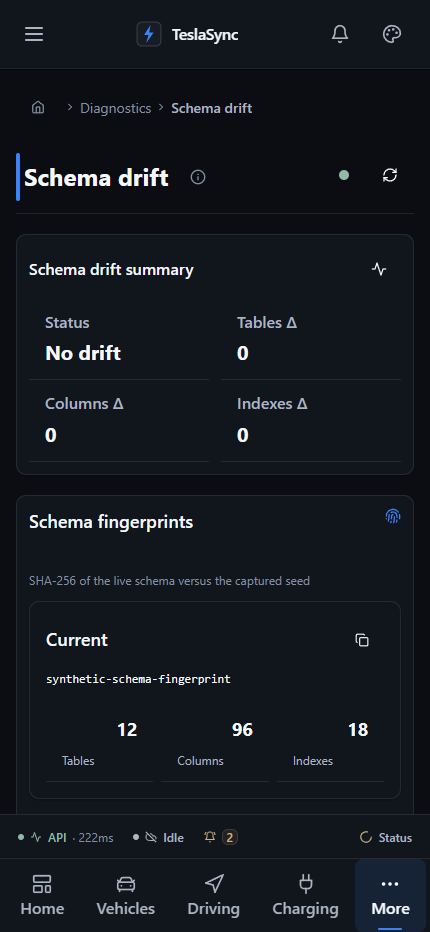 TeslaSync
Diagnostics Schema drift
Schema drift
Schema drift summary
Status Tables Δ
No drift 0
Columns Δ Indexes Δ
0 0
Schema fingerprints
SHA-256 of the live schema versus the captured seed
Current
synthetic-schema-fingerprint
12 96 18
Tables Columns Indexes
API · 222ms Idle 2 Status
Home Vehicles Driving Charging More